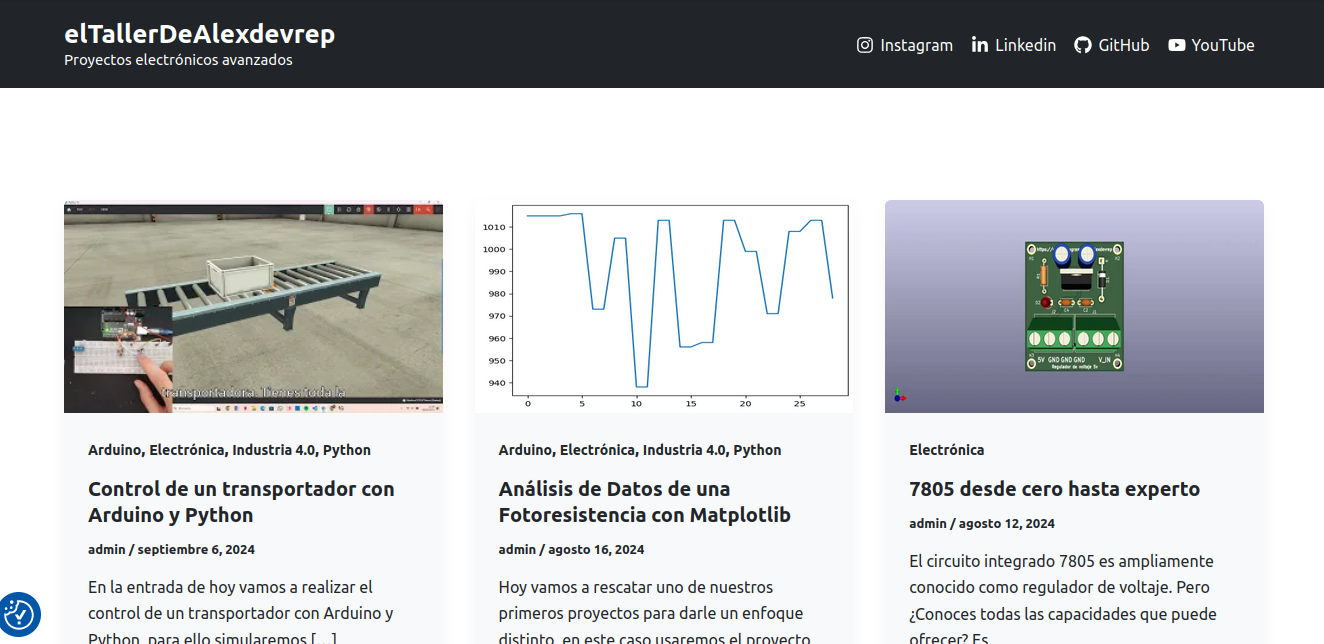 elTallerDeAlexdevrep
Proyectos electrónicos avanzados
Instagram
Linkedin
GitHub
YouTube
transportadora. Tienes toda la
1010
1000
990
980
970
960
950
940
0 5 10 15 20 25
5V GND GND GND V_IN
Regulador de voltaje 5v
Arduino, Electrónica, Industria 4.0, Python
Control de un transportador con
Arduino y Python
admin / septiembre 6, 2024
En la entrada de hoy vamos a realizar el
control de un transportador con Arduino y
Python, para ello simularemos […]
Arduino, Electrónica, Industria 4.0, Python
Análisis de Datos de una
Fotoresistencia con Matplotlib
admin / agosto 16, 2024
Hoy vamos a rescatar uno de nuestros
primeros proyectos para darle un enfoque
distinto, en este caso usaremos el proyecto
Electrónica
7805 desde cero hasta experto
admin / agosto 12, 2024
El circuito integrado 7805 es ampliamente
conocido como regulador de voltaje. Pero
¿Conoces todas las capacidades que puede
ofrecer? Es